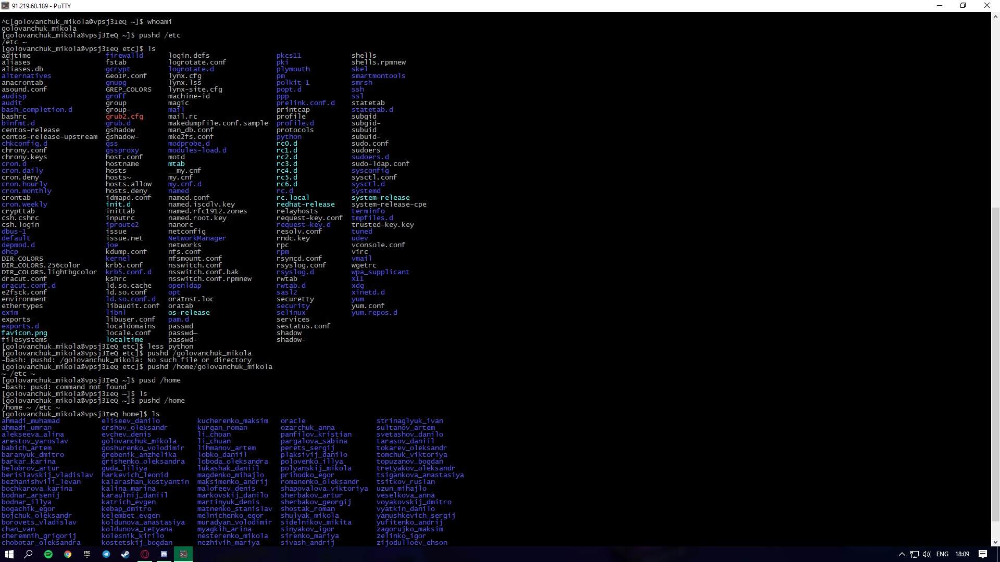 91.219.60.189 - PuTTY
^C[golovanchuk_mikola@vpsj3IeQ ~]$ whoami
golovanchuk_mikola
[golovanchuk_mikola@vpsj3IeQ ~]$ pushd /etc
/etc ~
[golovanchuk_mikola@vpsj3IeQ etc]$ ls
adjtime firewalld login.defs pkcs11 shells
aliases fstab logrotate.conf pki shells.rpmnew
aliases.db gcrypt logrotate.d plymouth skel
alternatives GeoIP.conf lynx.cfg pm smartmontools
anacrontab gnupg lynx.lss polkit-1 smrsh
asound.conf GREP_COLORS lynx-site.cfg popt.d ssh
audisp groff machine-id ppp ssl
audit group magic prelink.conf.d statetab
bash_completion.d group- mail printcap statetab.d
bashrc grub2.cfg mail.rc profile subgid
binfmt.d grub.d makedumpfile.conf.sample profile.d subgid-
centos-release gshadow man_db.conf protocols subuid
centos-release-upstream gshadow- mke2fs.conf python subuid-
chkconfig.d gss modprobe.d rc0.d sudo.conf
chrony.conf gssproxy modules-load.d rc1.d sudoers
chrony.keys host.conf motd rc2.d sudoers.d
cron.d hostname mtab rc3.d sudo-ldap.conf
cron.daily hosts __my.cnf rc4.d sysconfig
cron.deny hosts~ my.cnf rc5.d sysctl.conf
cron.hourly hosts.allow my.cnf.d rc6.d sysctl.d
cron.monthly hosts.deny named rc.d systemd
crontab idmapd.conf named.conf rc.local system-release
cron.weekly init.d named.iscdlv.key redhat-release system-release-cpe
crypttab inittab named.rfc1912.zones relayhosts terminfo
csh.cshrc inputrc named.root.key request-key.conf tmpfiles.d
csh.login iproute2 nanorc request-key.d trusted-key.key
dbus-1 issue netconfig resolv.conf tuned
default issue.net NetworkManager rndc.key udev
depmod.d joe networks rpc vconsole.conf
dhcp kdump.conf nfs.conf rpm virc
DIR_COLORS kernel nfsmount.conf rsyncd.conf vmail
DIR_COLORS.256color krb5.conf nsswitch.conf rsyslog.conf wgetrc
DIR_COLORS.lightbgcolor krb5.conf.d nsswitch.conf.bak rsyslog.d wpa_supplicant
dracut.conf kshrc nsswitch.conf.rpmnew rwtab X11
dracut.conf.d ld.so.cache openldap rwtab.d xdg
e2fsck.conf ld.so.conf opt sasl2 xinetd.d
environment ld.so.conf.d oraInst.loc securetty yum
ethertypes libaudit.conf oratab security yum.conf
exim libnl os-release selinux yum.repos.d
exports libuser.conf pam.d services
exports.d localdomains passwd sestatus.conf
favicon.png locale.conf passwd~ shadow
filesystems localtime passwd- shadow-
[golovanchuk_mikola@vpsj3IeQ etc]$ less python
[golovanchuk_mikola@vpsj3IeQ etc]$ pushd /golovanchuk_mikola
-bash: pushd: /golovanchuk_mikola: No such file or directory
[golovanchuk_mikola@vpsj3IeQ etc]$ pushd /home/golovanchuk_mikola
~ /etc ~
[golovanchuk_mikola@vpsj3IeQ ~]$ pusd /home
-bash: pusd: command not found
[golovanchuk_mikola@vpsj3IeQ ~]$ ls
[golovanchuk_mikola@vpsj3IeQ ~]$ pushd /home
/home ~ /etc ~
[golovanchuk_mikola@vpsj3IeQ home]$ ls
ahmadi_muhamad eliseev_danilo kucherenko_maksim oracle strinaglyuk_ivan
ahmadi_umran ershov_oleksandr kurgan_roman ozarchuk_anna sultanov_artem
alekseeva_alina evchev_denis li_choan panfilov_kristian svetashov_danilo
arestov_yaroslav golovanchuk_mikola li_chuan pargalova_sabina tarasov_daniil
babich_artem goshurenko_volodimir lihmanov_artem perets_sergij tokarev_oleksandr
baranyuk_dmitro grebenik_anzhelika lobko_daniil plaksivij_danilo tomchuk_viktoriya
barkar_karina grishenko_oleksandra loboda_oleksandra polovenko_illya topuzanov_bogdan
belobrov_artur guda_liliya lukashak_daniil polyanskij_mikola tretyakov_oleksandr
berislavskij_vladislav harkevich_leonid magdenko_mihajlo prihodko_egor tsigankova_anastasiya
bezhanishvili_levan kalarashan_kostyantin maksimenko_andrij romanenko_oleksandr tsitkov_ruslan
bochkarova_karina kalina_marina malofeev_denis shapovalova_viktoriya uzun_mihajlo
bodnar_arsenij karaulnij_daniil markovskij_danilo sherbakov_artur veselkova_anna
bodnar_illya katrich_evgen martinyuk_denis sherbakov_georgij voyakovskij_dmitro
bogachik_egor kebap_dmitro matnenko_stanislav shostak_roman vyatkin_danilo
bojchuk_oleksandr kelembet_evgen melnichenko_egor shulyak_mikola yanushkevich_sergij
borovets_vladislav koldunova_anastasiya muradyan_volodimir sidelnikov_mikita yufitenko_andrij
chan_van koldunova_tetyana myagkih_arina sinyakov_igor zagorujko_maksim
cheremnih_grigorij kolesnik_kirilo nesterenko_mikola sirenko_mariya zelinko_igor
chobotar_oleksandra kostetskij_bogdan nezhivih_mariya sivash_andrij zijodulloev_ehson
EPIC
ENG 18:09